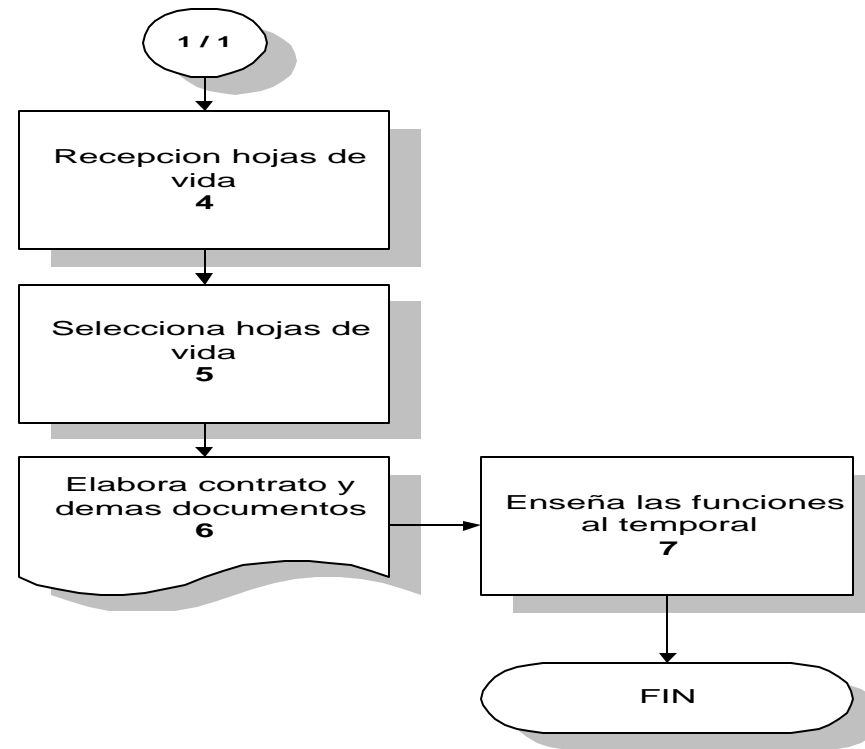 1 / 1
Recepcion hojas de
vida
4
Selecciona hojas de
vida
5
Elabora contrato y
demas documentos
6
Enseña las funciones
al temporal
7
FIN